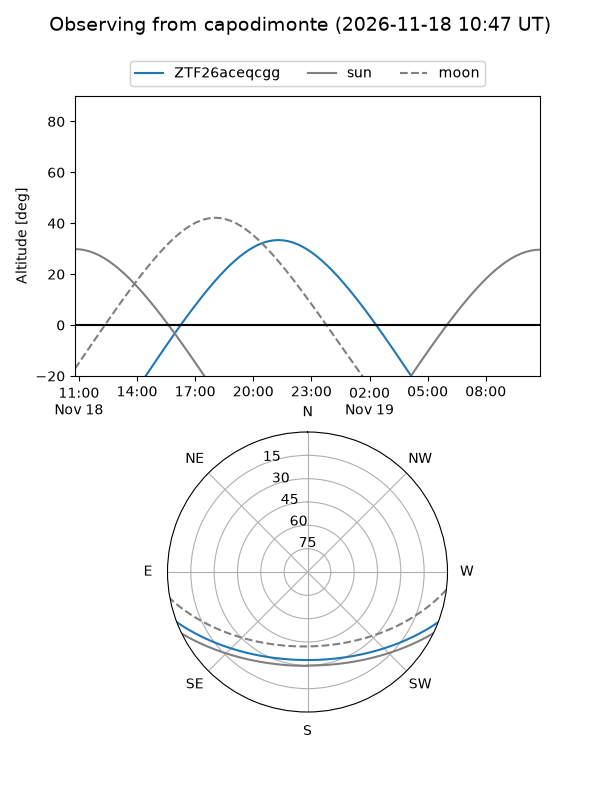 Observing from capodimonte (2026-11-18 10:47 UT)
ZTF26aceqcgg sun moon
Altitude [deg]
80
60
40
20
0
−20
11:00 14:00 17:00 20:00 23:00 02:00 05:00 08:00
Nov 18 Nov 19
N
NE NW
15
30
45
60
75
E W
SE SW
S